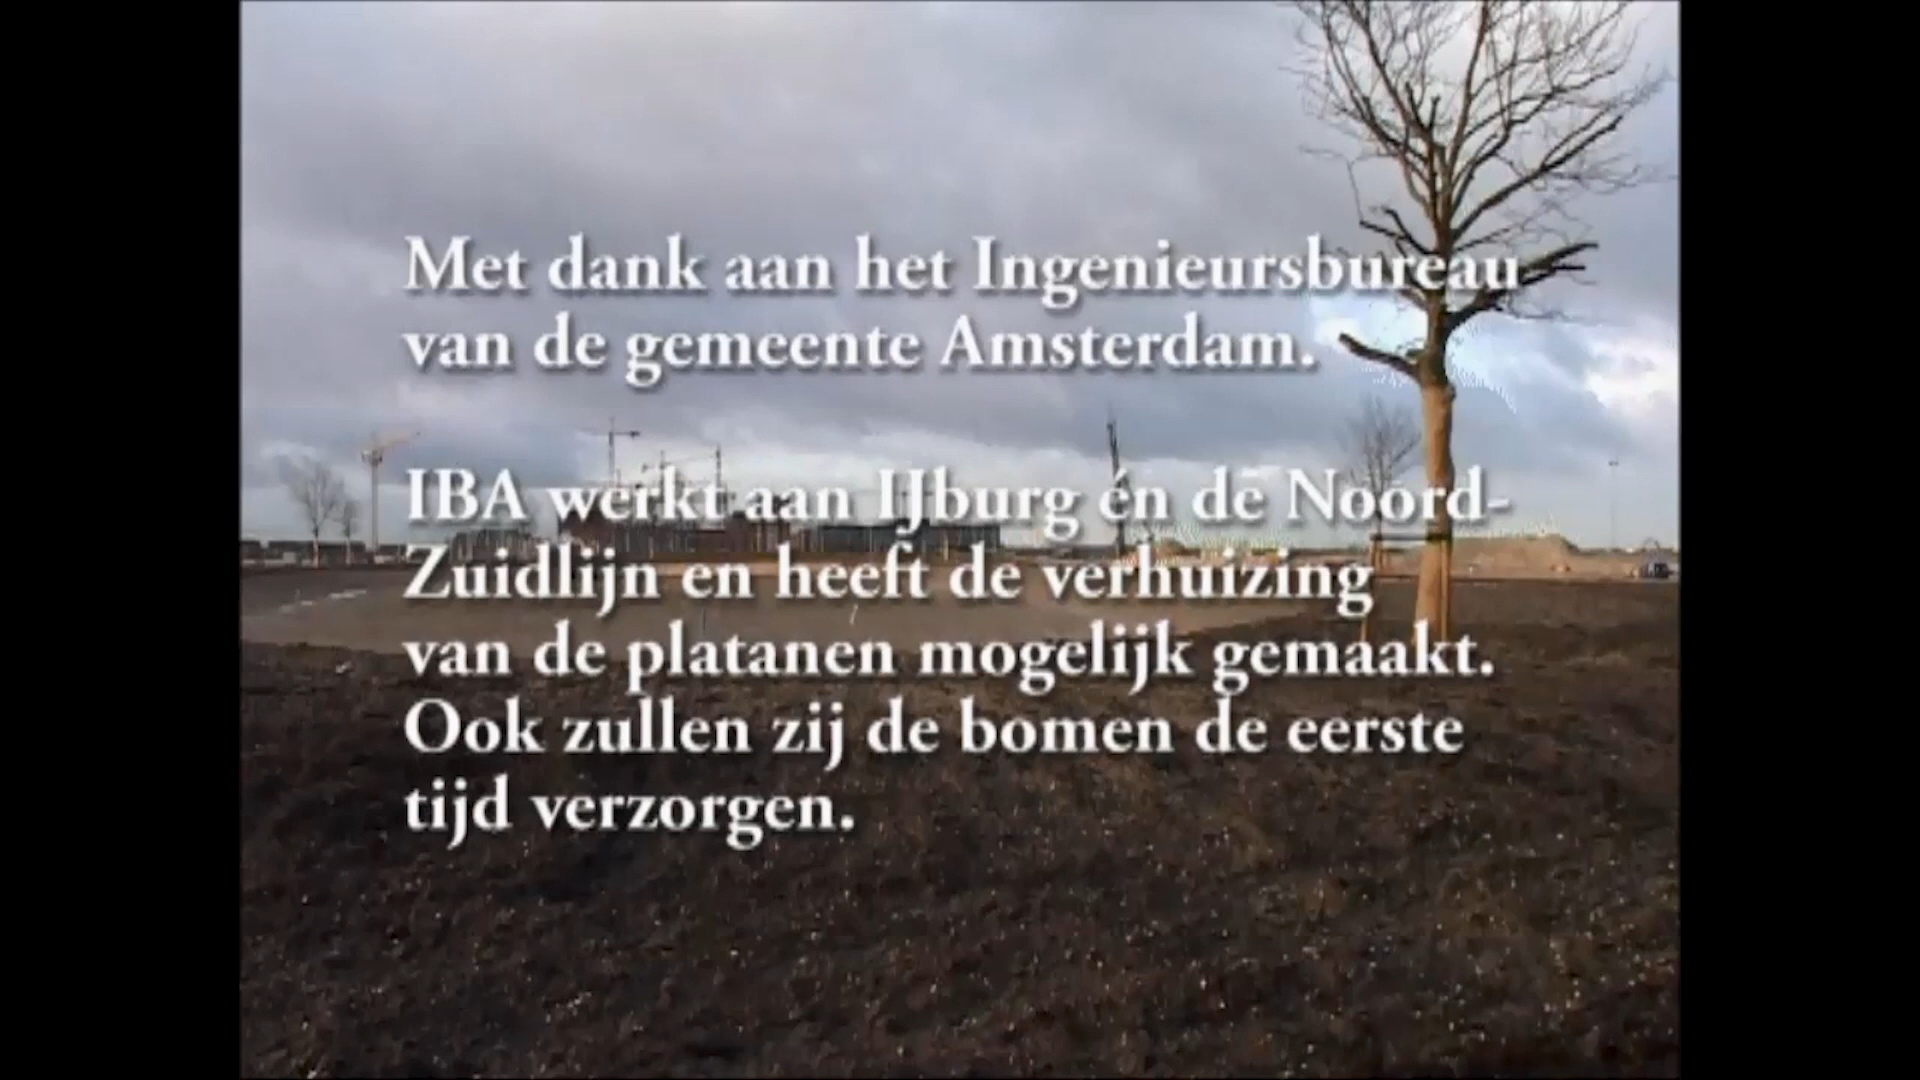 Met dank aan het Ingenieursbureau
van de gemeente Amsterdam.
IBA werkt aan IJburg én de Noord-
Zuidlijn en heeft de verhuizing
van de platanen mogelijk gemaakt.
Ook zullen zij de bomen de eerste
tijd verzorgen.